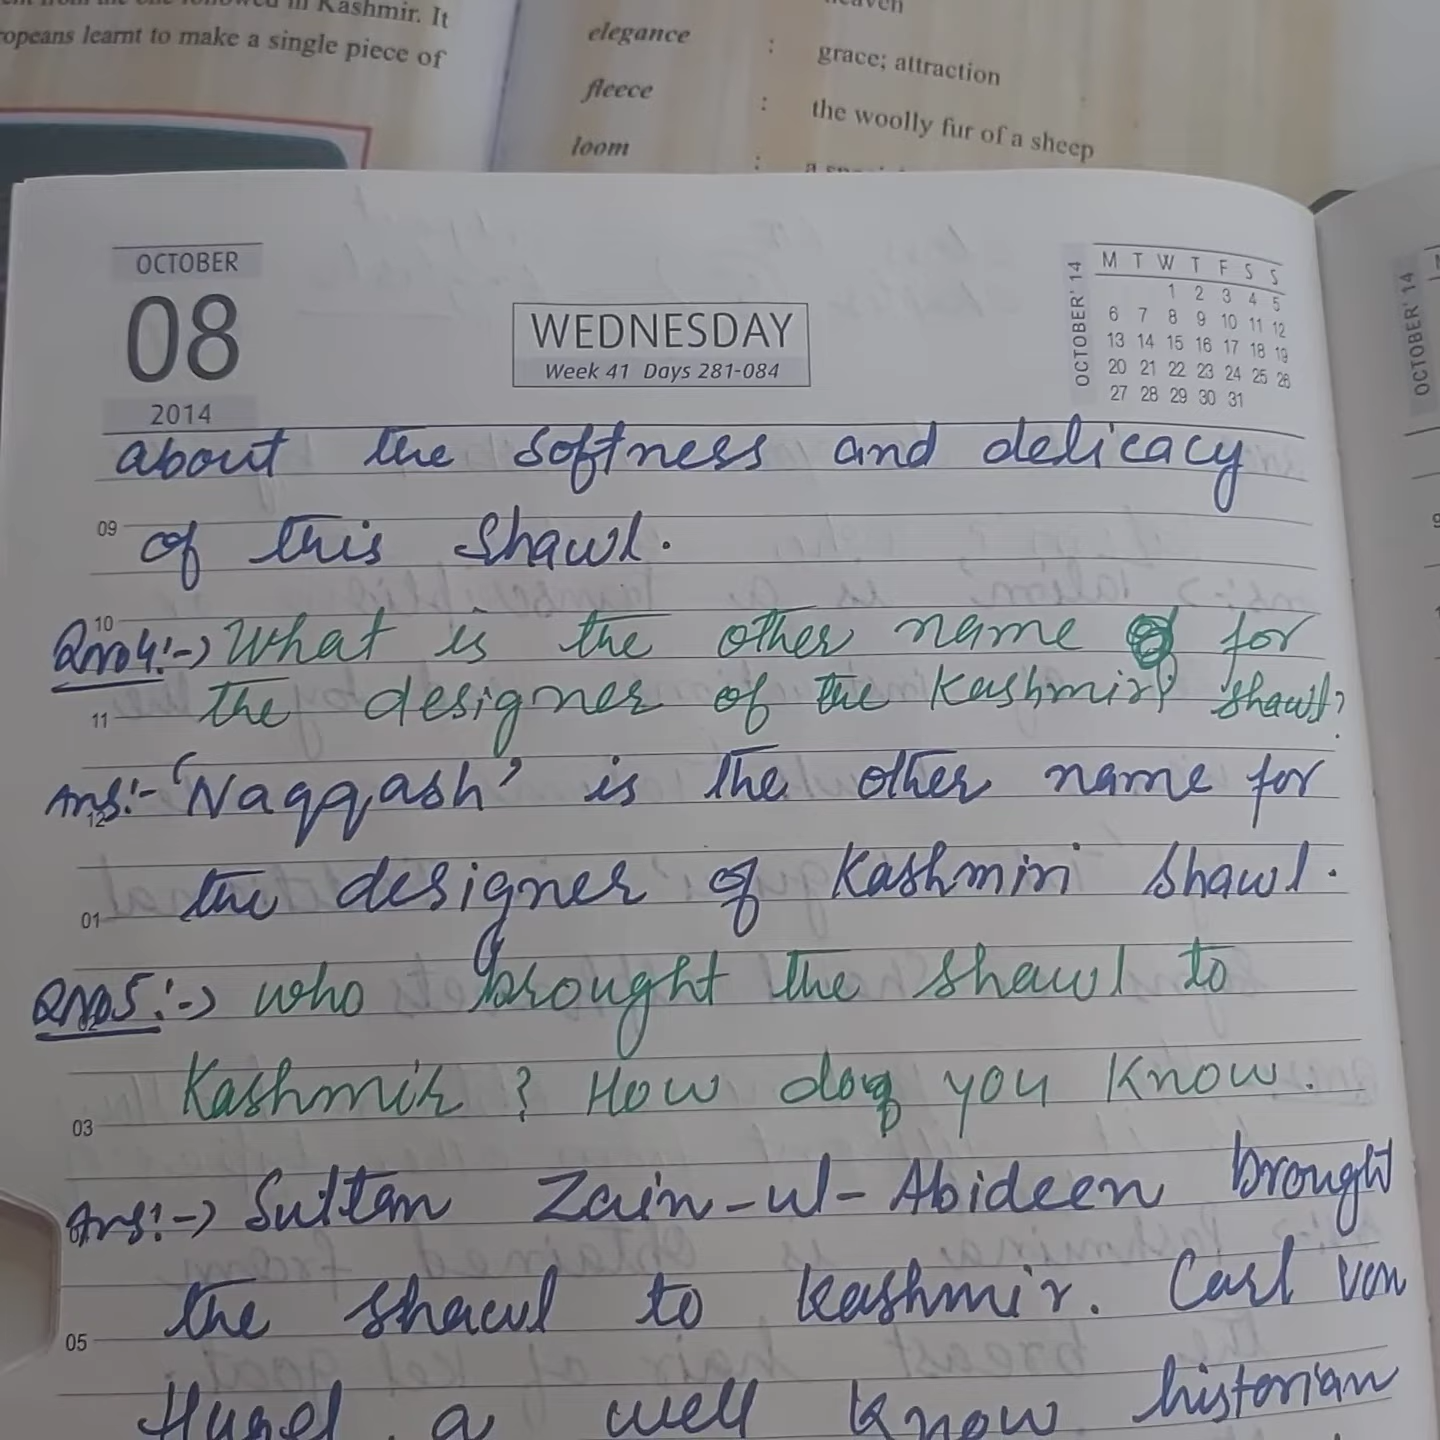 in Kashmir. It
opeans learnt to make a single piece of
elegance : grace; attraction
fleece : the woolly fur of a sheep
loom :
OCTOBER
08
2014
WEDNESDAY
Week 41 Days 281-084
OCTOBER' 14
M T W T F S S
1 2 3 4 5
6 7 8 9 10 11 12
13 14 15 16 17 18 19
20 21 22 23 24 25 26
27 28 29 30 31
OCTOBER' 14
about the softness and delicacy
09 of this Shawl.
10 Qno4:-> What is the other name for
11 the designer of the Kashmiri shawl?
Ans:- 'Naqqash' is the other name for
12
01 the designer of Kashmiri Shawl.
Qno5:-> who brought the shawl to
Kashmir? How do you know.
03
Ans:-> Sultan Zain-ul-Abideen brought
05 the shawl to Kashmir. Carl von
Hugel, a well know historian